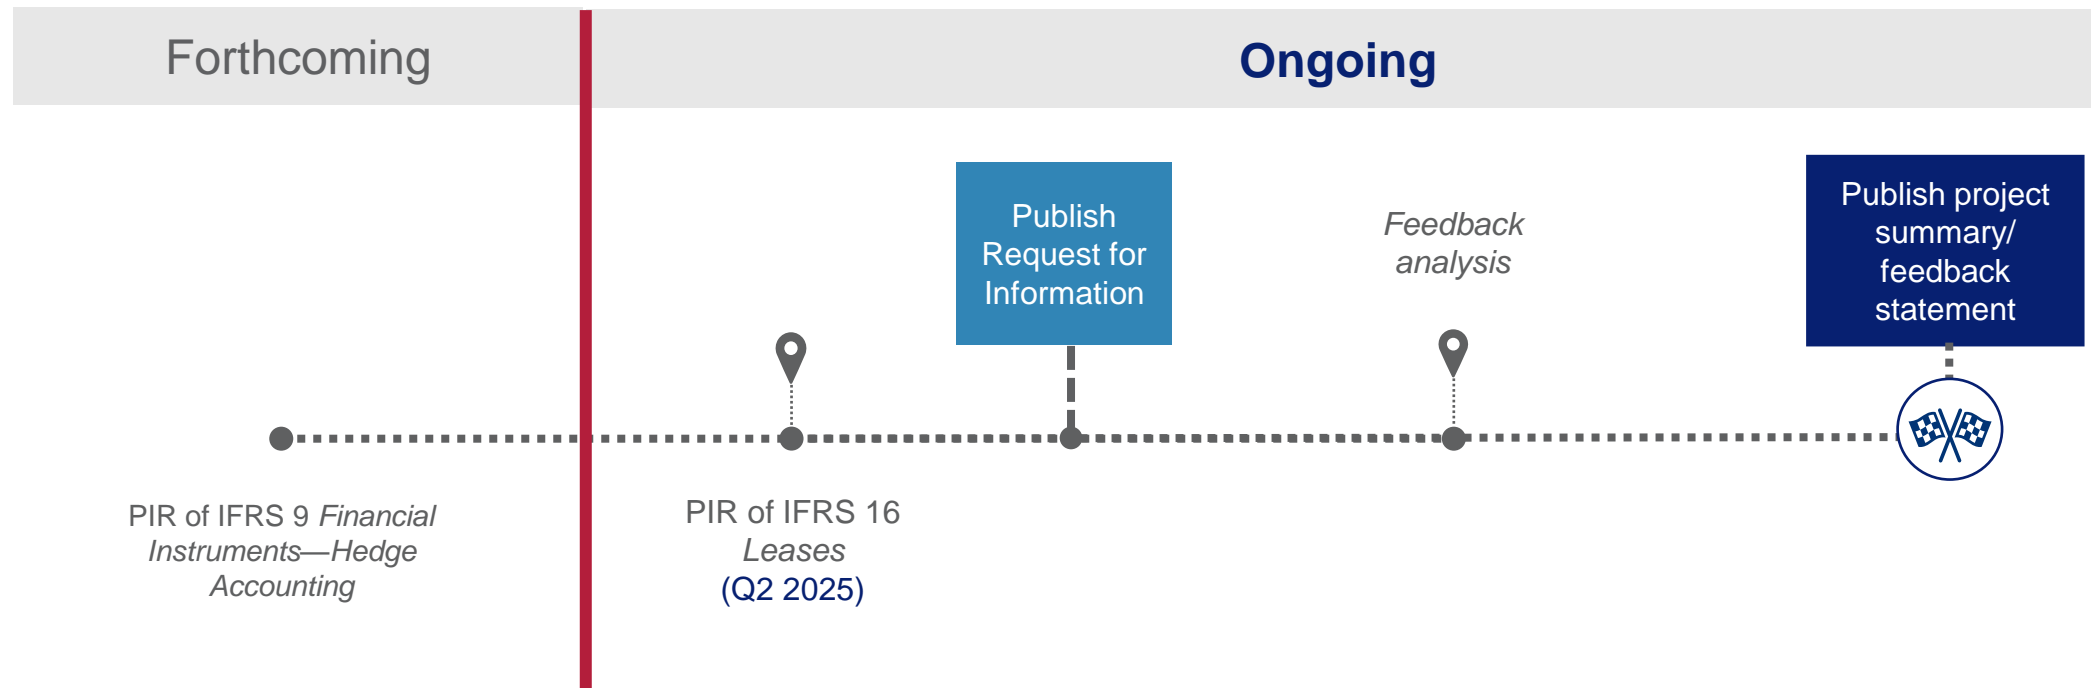 Forthcoming
Ongoing
Publish
Request for
Information
Feedback
analysis
Publish project
summary/
feedback
statement
PIR of IFRS 9 Financial
Instruments—Hedge
Accounting
PIR of IFRS 16
Leases
(Q2 2025)